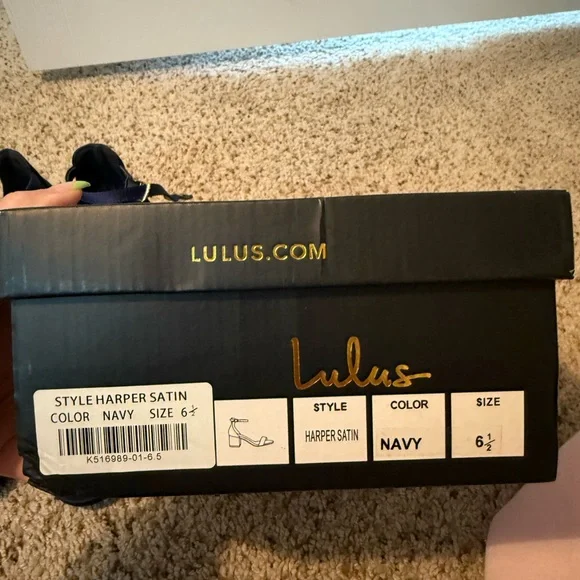 LULUS.COM
Lulus
STYLE HARPER SATIN
COLOR NAVY SIZE 6½
K516989-01-6.5
STYLE
HARPER SATIN
COLOR
NAVY
SIZE
6½